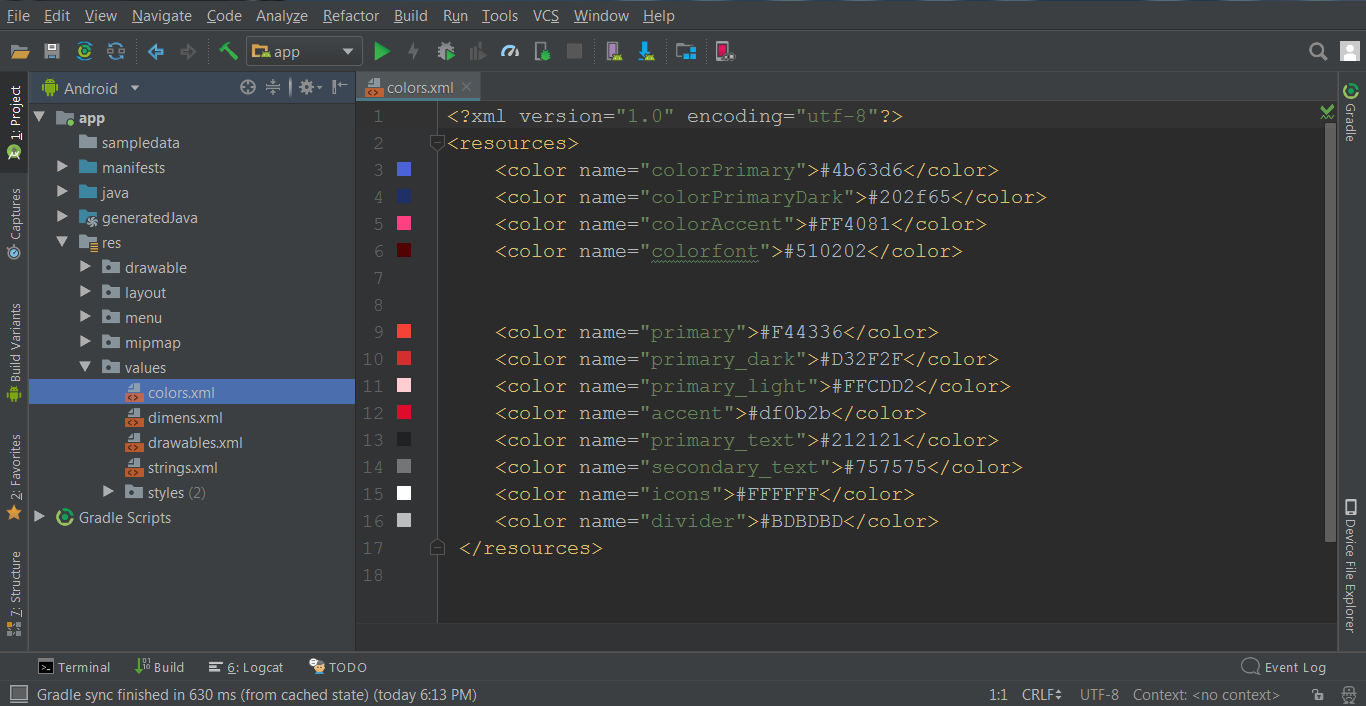 File Edit View Navigate Code Analyze Refactor Build Run Tools VCS Window Help
app
Android
colors.xml
1: Project
Captures
Build Variants
2: Favorites
7: Structure
app
sampledata
manifests
java
generatedJava
res
drawable
layout
menu
mipmap
values
colors.xml
dimens.xml
drawables.xml
strings.xml
styles (2)
Gradle Scripts
1 <?xml version="1.0" encoding="utf-8"?>
2 <resources>
3 <color name="colorPrimary">#4b63d6</color>
4 <color name="colorPrimaryDark">#202f65</color>
5 <color name="colorAccent">#FF4081</color>
6 <color name="colorfont">#510202</color>
7
8
9 <color name="primary">#F44336</color>
10 <color name="primary_dark">#D32F2F</color>
11 <color name="primary_light">#FFCDD2</color>
12 <color name="accent">#df0b2b</color>
13 <color name="primary_text">#212121</color>
14 <color name="secondary_text">#757575</color>
15 <color name="icons">#FFFFFF</color>
16 <color name="divider">#BDBDBD</color>
17 </resources>
18
Gradle
Device File Explorer
Terminal Build 6: Logcat TODO Event Log
Gradle sync finished in 630 ms (from cached state) (today 6:13 PM) 1:1 CRLF UTF-8 Context: <no context>